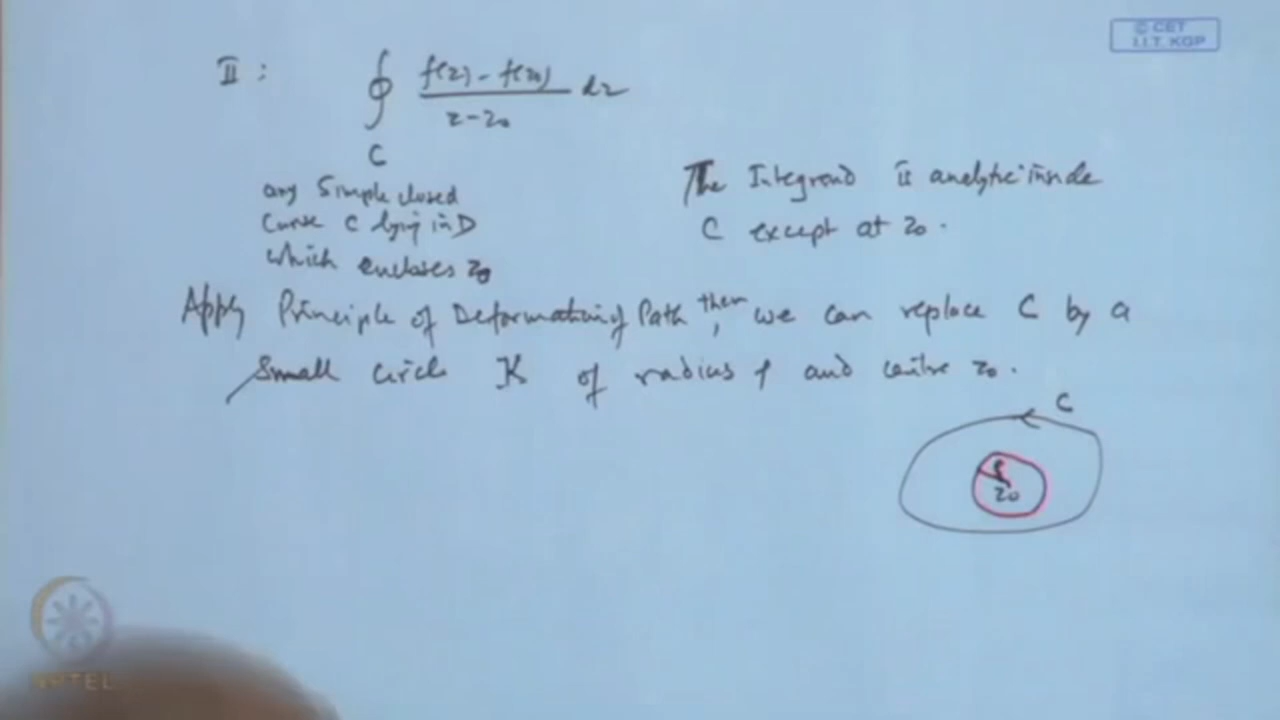 © CET
I.I.T. KGP
II : ∮ f(z) - f(z0) / z - z0 dz
C
any Simple closed
Curve C lying in D
which encloses z0
The Integrand is analytic inside
C except at z0.
Apply Principle of Deformation of Path, then we can replace C by a
Small circle K of radius ρ and centre z0.
C
ρ
z0
NPTEL